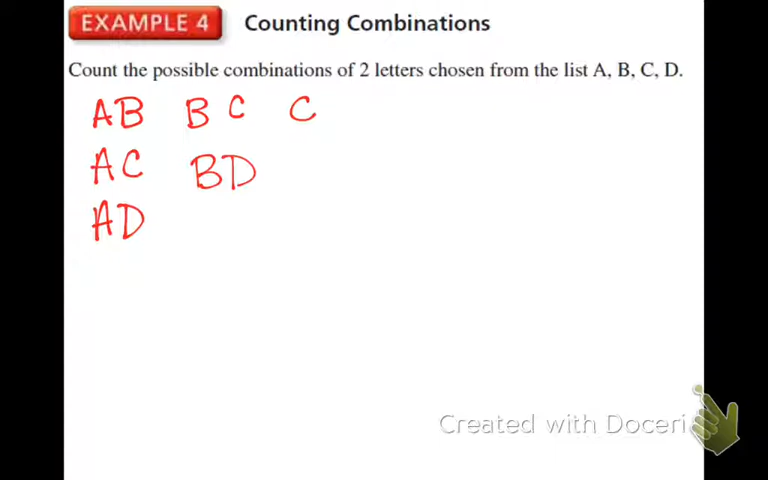 EXAMPLE 4 Counting Combinations
Count the possible combinations of 2 letters chosen from the list A, B, C, D.
AB BC C
AC BD
AD
Created with Doceri